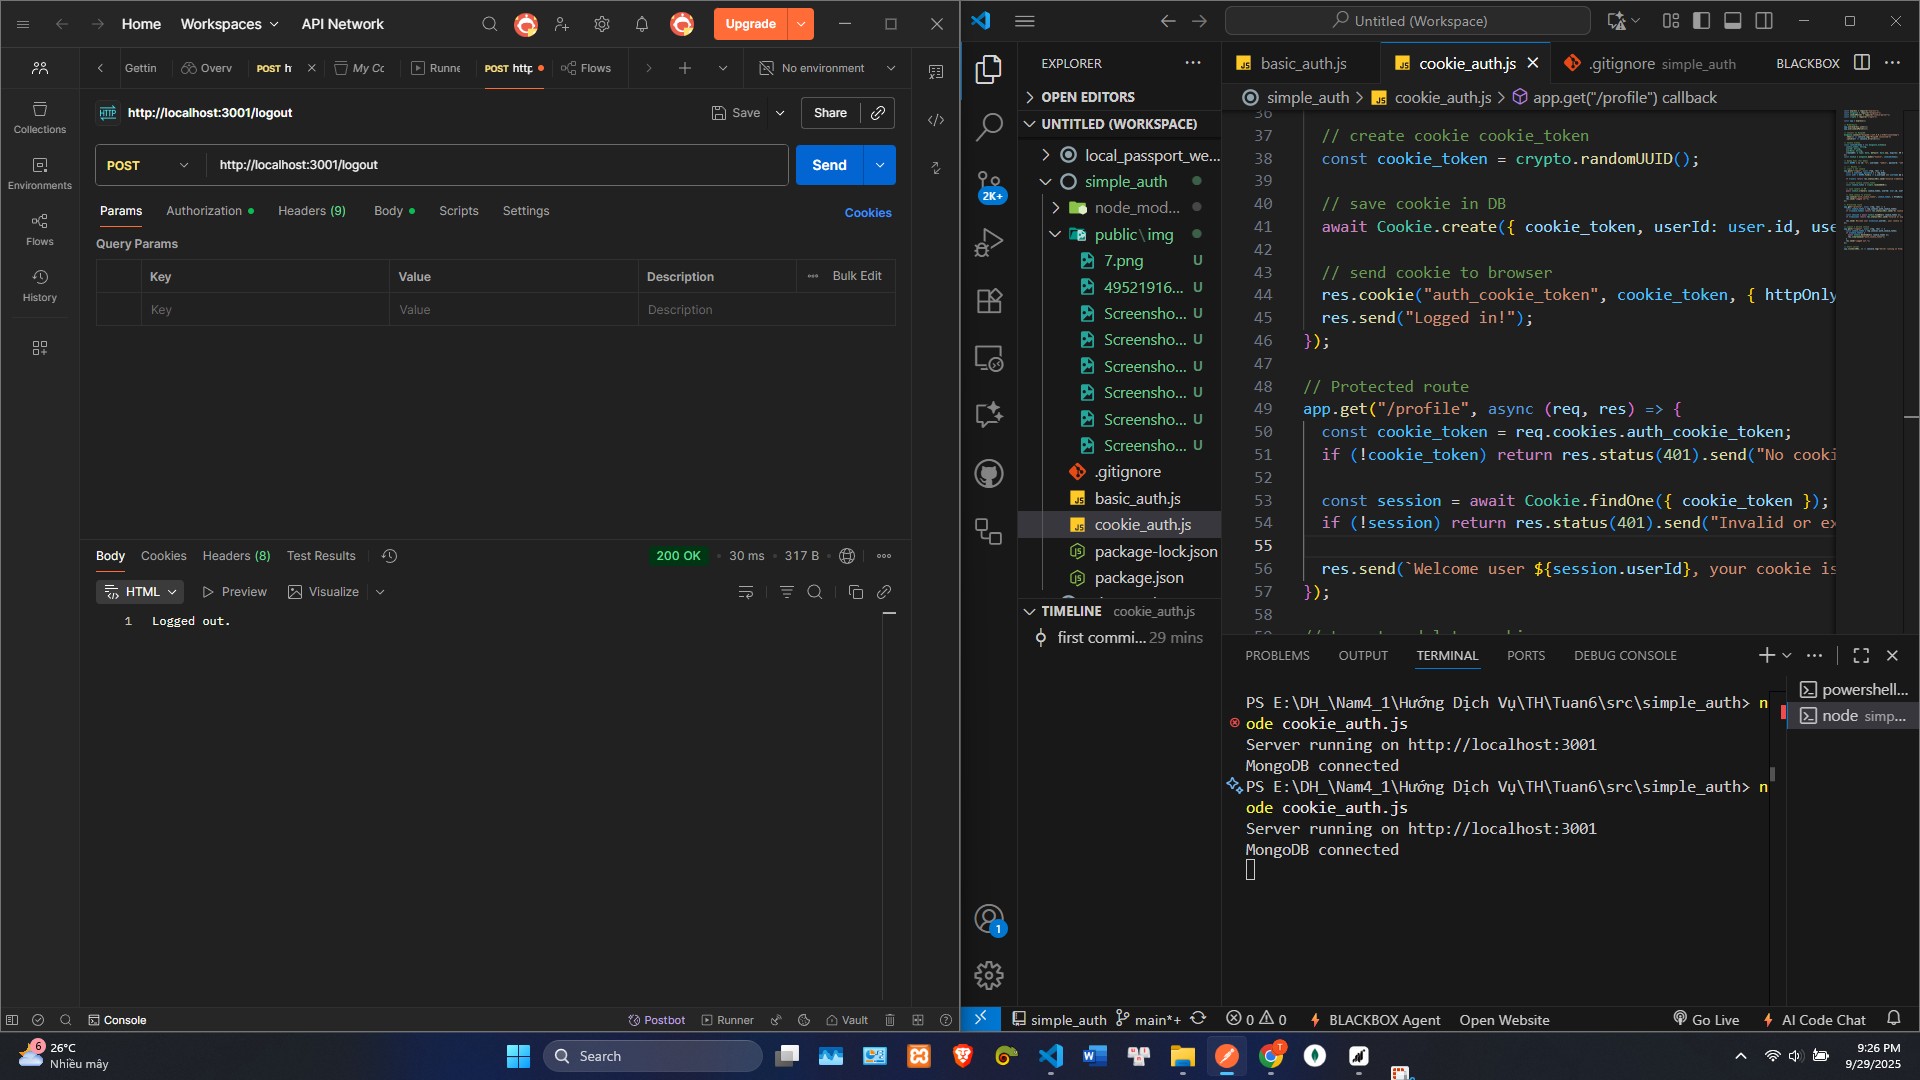 Home
Workspaces
API Network
Upgrade
Gettin
Overv
POST h
My Cc
Runne
POST http
Flows
No environment
HTTP
http://localhost:3001/logout
Save
Share
POST
http://localhost:3001/logout
Send
Params
Authorization
Headers (9)
Body
Scripts
Settings
Cookies
Query Params
Key
Value
Description
Bulk Edit
Key
Value
Description
Collections
Environments
Flows
History
Body
Cookies
Headers (8)
Test Results
200 OK
30 ms
317 B
HTML
Preview
Visualize
1
Logged out.
Console
Postbot
Runner
Vault
Untitled (Workspace)
EXPLORER
OPEN EDITORS
UNTITLED (WORKSPACE)
local_passport_we...
simple_auth
node_mod...
public\img
7.png U
49521916... U
Screensho... U
Screensho... U
Screensho... U
Screensho... U
Screensho... U
Screensho... U
.gitignore
JS basic_auth.js
JS cookie_auth.js
package-lock.json
package.json
TIMELINE cookie_auth.js
first commi... 29 mins
2K+
1
JS basic_auth.js
JS cookie_auth.js
.gitignore simple_auth
BLACKBOX
simple_auth > JS cookie_auth.js > app.get("/profile") callback
36
37 // create cookie cookie_token
38 const cookie_token = crypto.randomUUID();
39
40 // save cookie in DB
41 await Cookie.create({ cookie_token, userId: user.id, use
42
43 // send cookie to browser
44 res.cookie("auth_cookie_token", cookie_token, { httpOnly
45 res.send("Logged in!");
46 });
47
48 // Protected route
49 app.get("/profile", async (req, res) => {
50 const cookie_token = req.cookies.auth_cookie_token;
51 if (!cookie_token) return res.status(401).send("No cooki
52
53 const session = await Cookie.findOne({ cookie_token });
54 if (!session) return res.status(401).send("Invalid or ex
55
56 res.send(`Welcome user ${session.userId}, your cookie is
57 });
58
PROBLEMS
OUTPUT
TERMINAL
PORTS
DEBUG CONSOLE
PS E:\DH_\Nam4_1\Hướng Dịch Vụ\TH\Tuan6\src\simple_auth> n
ode cookie_auth.js
Server running on http://localhost:3001
MongoDB connected
PS E:\DH_\Nam4_1\Hướng Dịch Vụ\TH\Tuan6\src\simple_auth> n
ode cookie_auth.js
Server running on http://localhost:3001
MongoDB connected
powershell...
node simp...
simple_auth
main*+
0
0
BLACKBOX Agent
Open Website
Go Live
AI Code Chat
6
26°C
Nhiều mây
Search
T
9:26 PM
9/29/2025